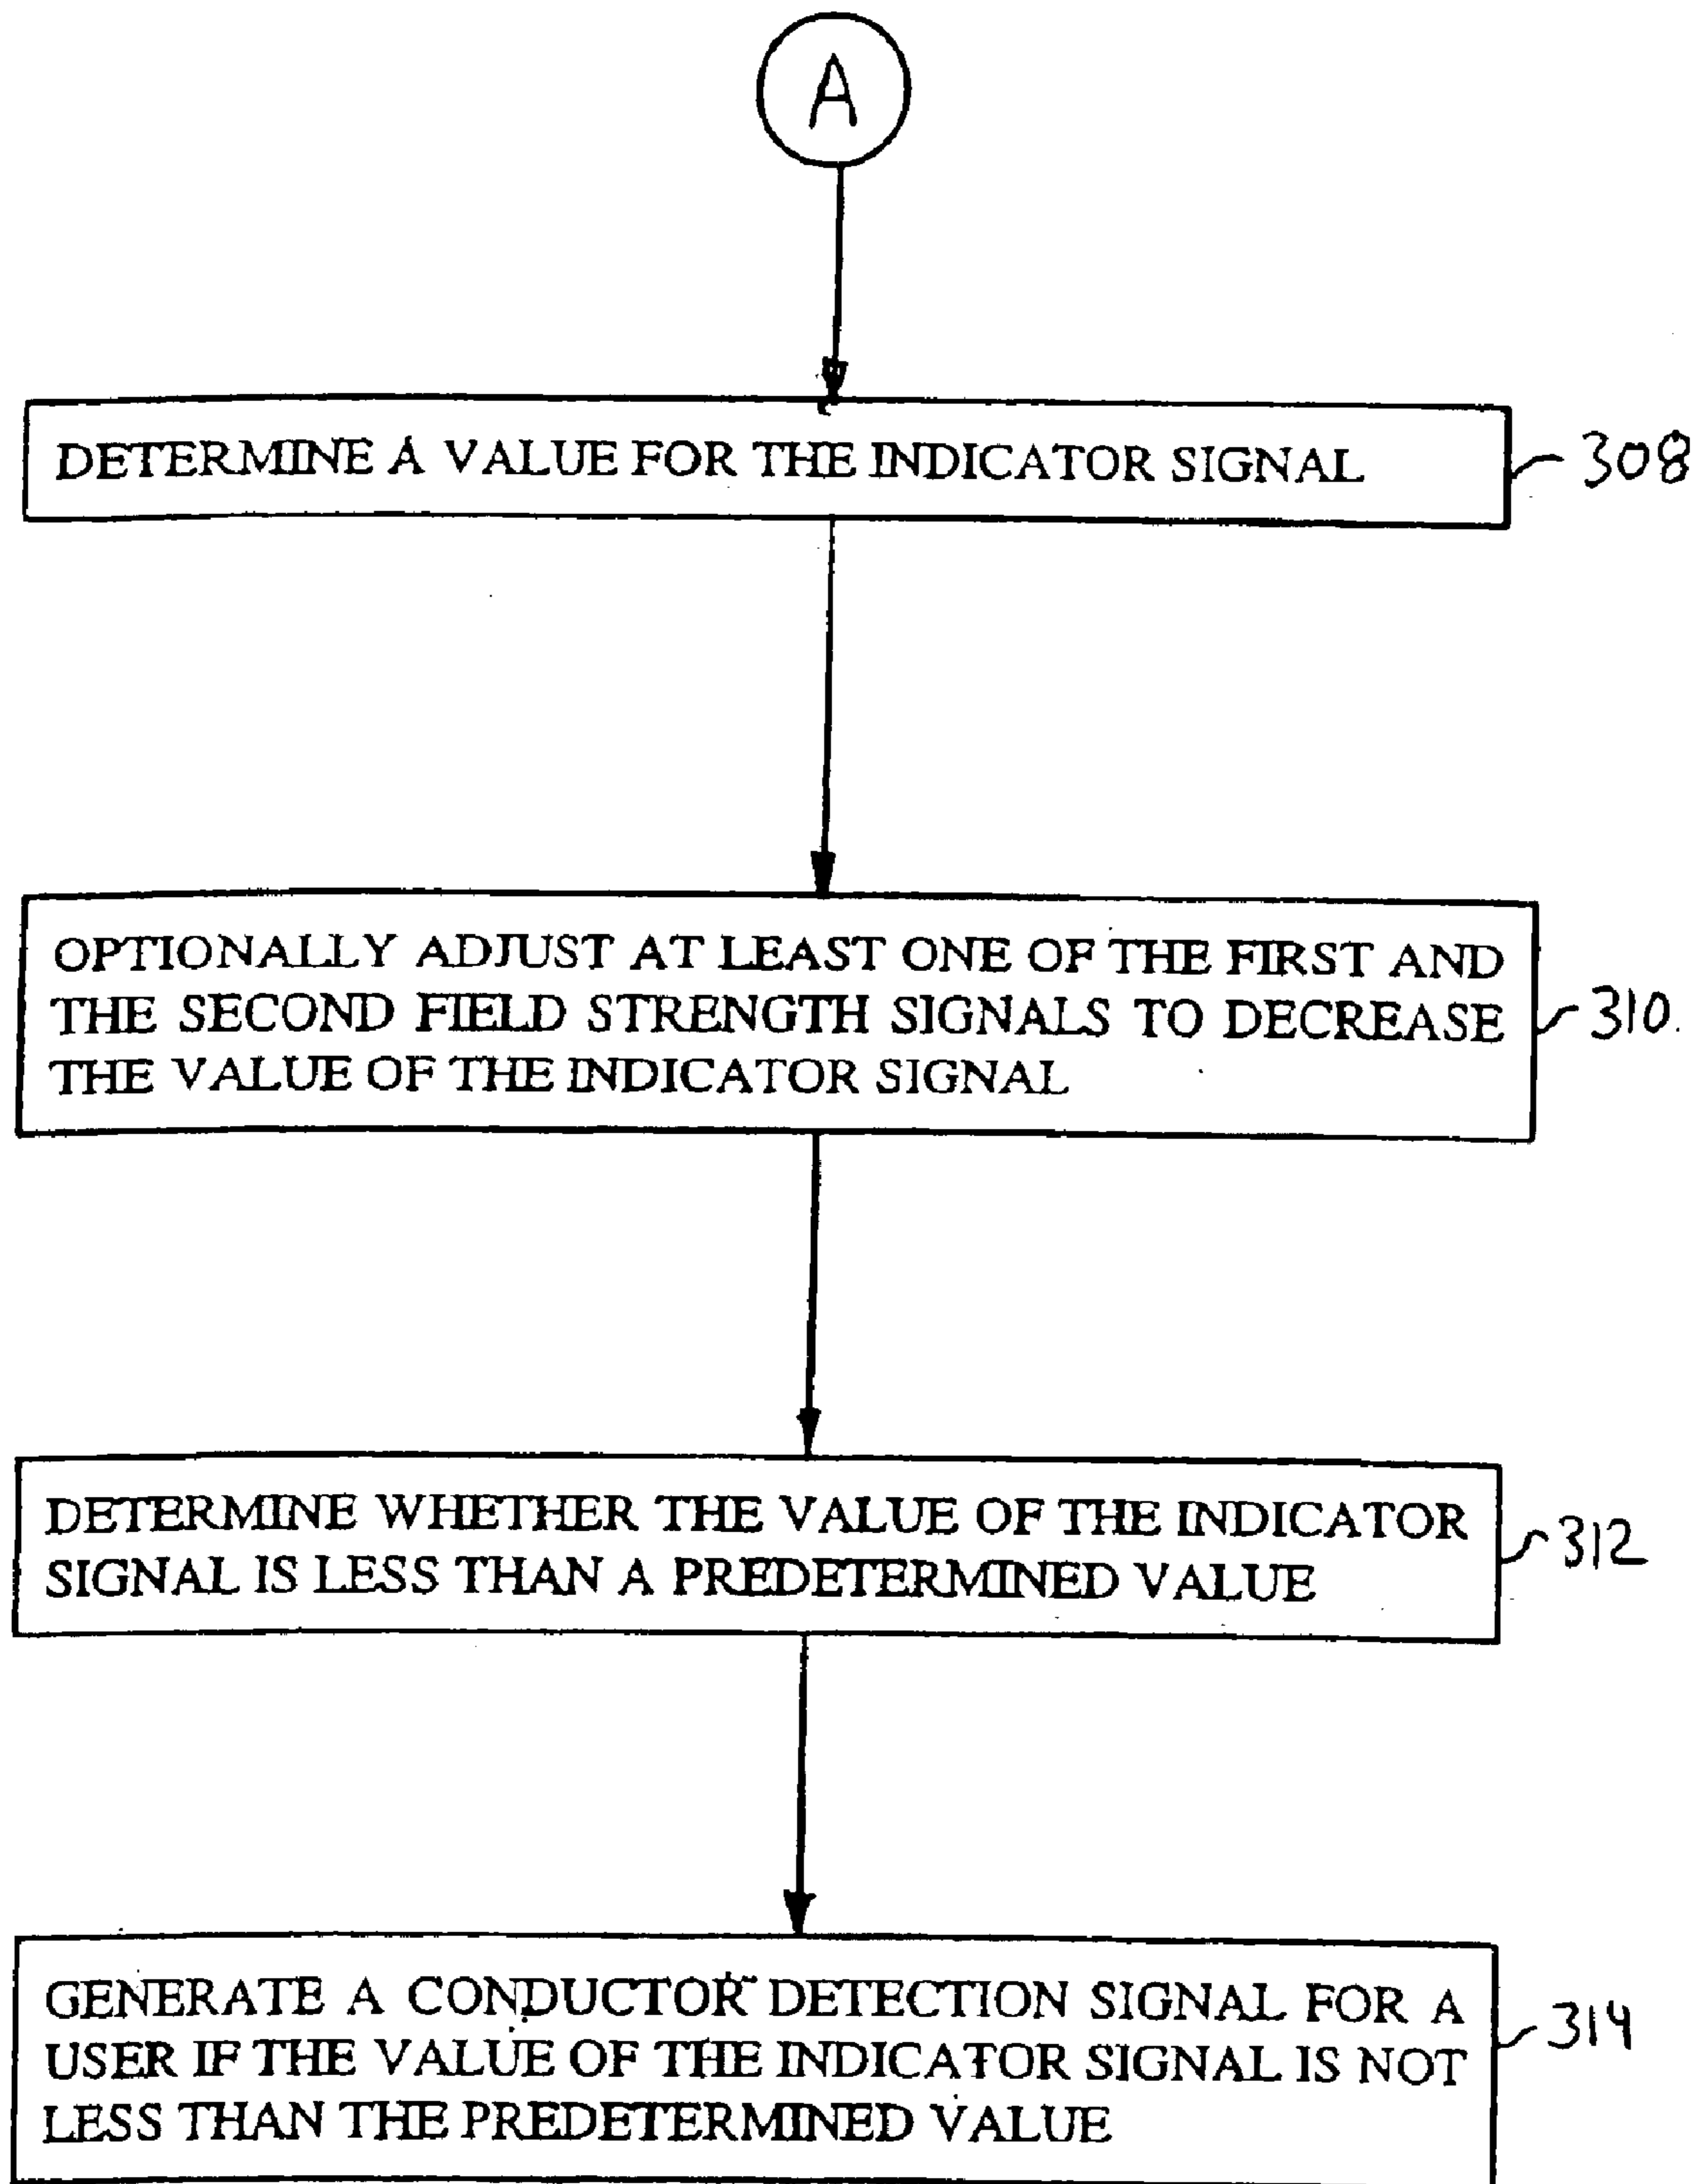 A
DETERMINE A VALUE FOR THE INDICATOR SIGNAL
308
OPTIONALLY ADJUST AT LEAST ONE OF THE FIRST AND
THE SECOND FIELD STRENGTH SIGNALS TO DECREASE
THE VALUE OF THE INDICATOR SIGNAL
310
DETERMINE WHETHER THE VALUE OF THE INDICATOR
SIGNAL IS LESS THAN A PREDETERMINED VALUE
312
GENERATE A CONDUCTOR DETECTION SIGNAL FOR A
USER IF THE VALUE OF THE INDICATOR SIGNAL IS NOT
LESS THAN THE PREDETERMINED VALUE
314